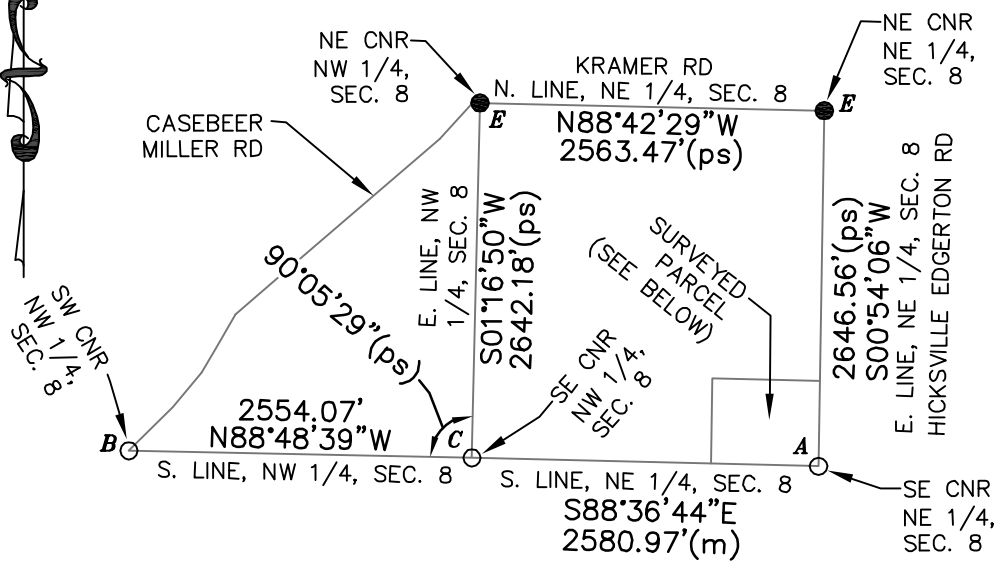 NE CNR
NW 1/4,
SEC. 8
NE CNR
NE 1/4,
SEC. 8
KRAMER RD
N. LINE, NE 1/4, SEC. 8
E
E
N88°42'29"W
2563.47'(ps)
CASEBEER
MILLER RD
E. LINE, NW
1/4, SEC. 8
S01°16'50"W
2642.18'(ps)
SURVEYED
PARCEL
(SEE BELOW)
2646.56'(ps)
S00°54'06"W
E. LINE, NE 1/4, SEC. 8
HICKSVILLE EDGERTON RD
90°05'29"(ps)
SW CNR
NW 1/4,
SEC. 8
SE CNR
NW 1/4,
SEC. 8
2554.07'
N88°48'39"W
B
C
A
S. LINE, NW 1/4, SEC. 8
S. LINE, NE 1/4, SEC. 8
S88°36'44"E
2580.97'(m)
SE CNR
NE 1/4,
SEC. 8